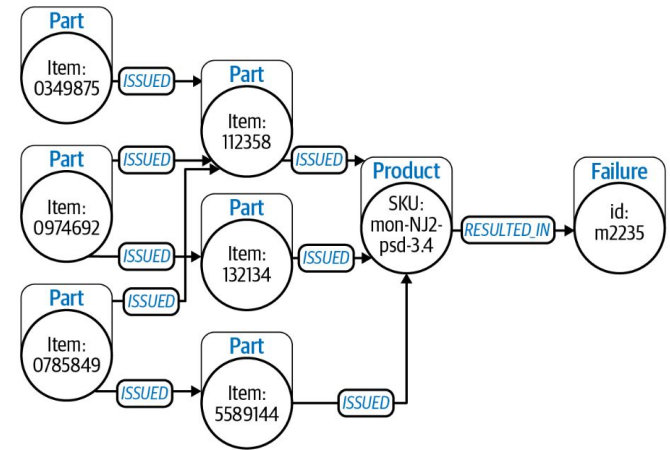 Part
Item:
0349875
ISSUED
Part
Item:
112358
Part
Item:
0974692
ISSUED
ISSUED
Product
SKU:
mon-NJ2-
psd-3.4
RESULTED_IN
Failure
id:
m2235
Part
Item:
132134
ISSUED
ISSUED
Part
Item:
0785849
ISSUED
Part
Item:
5589144
ISSUED
ISSUED